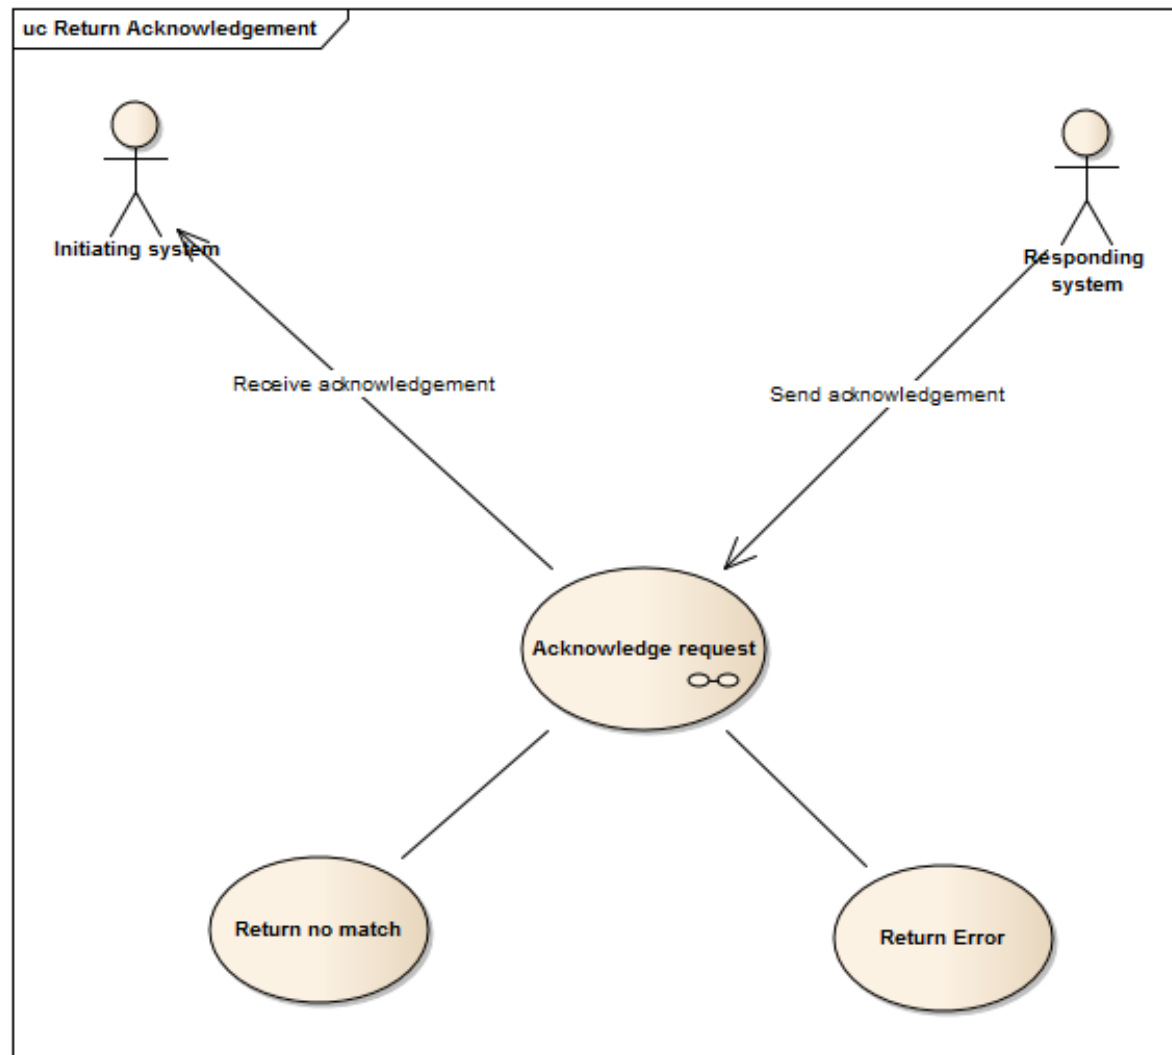 uc Return Acknowledgement
Initiating system
Responding
system
Receive acknowledgement
Send acknowledgement
Acknowledge request
Return no match
Return Error